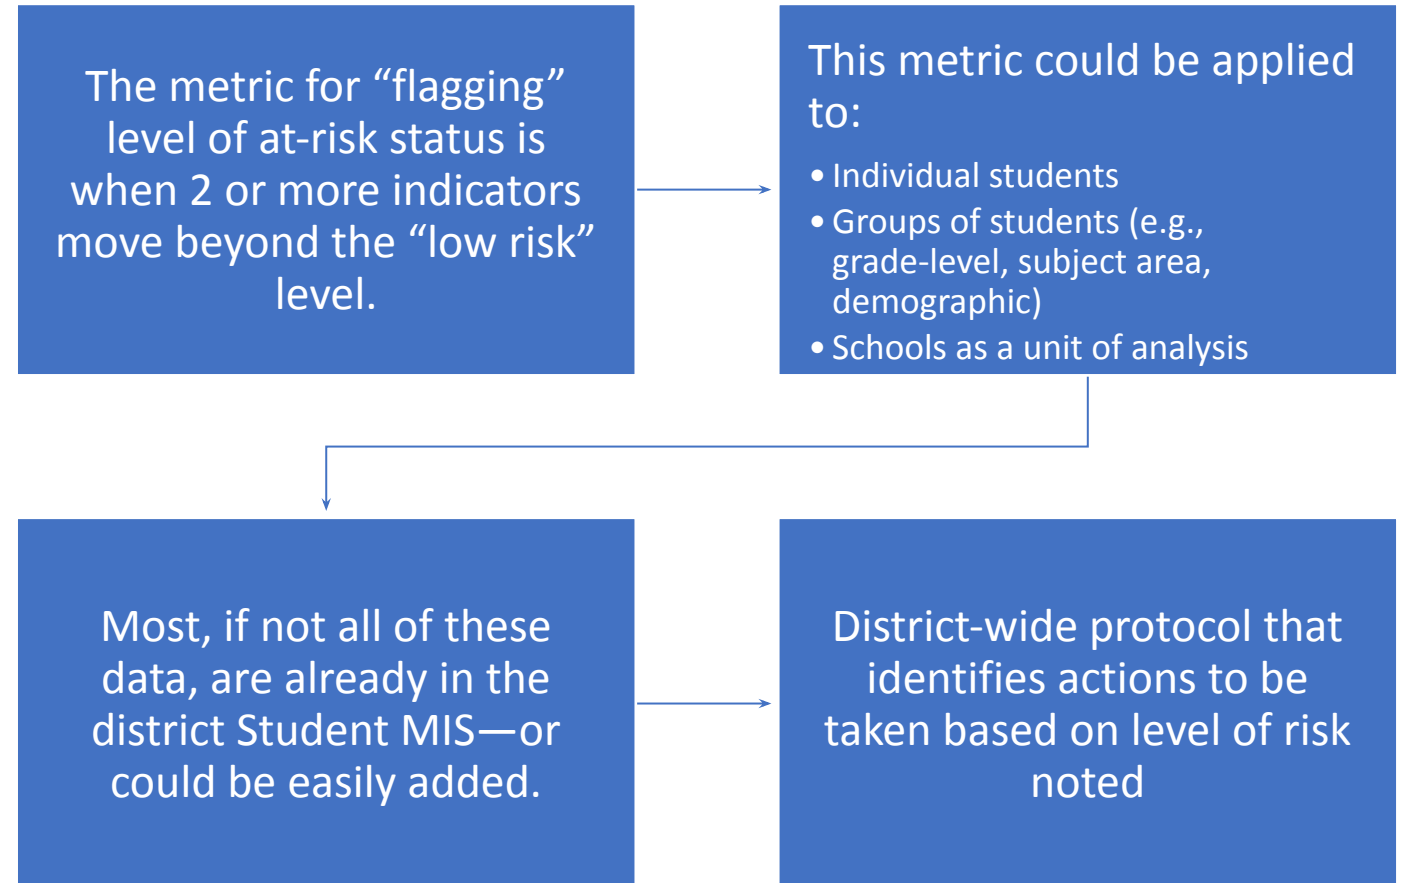 The metric for “flagging”
level of at-risk status is
when 2 or more indicators
move beyond the “low risk”
level.
This metric could be applied
to:
• Individual students
• Groups of students (e.g.,
grade-level, subject area,
demographic)
• Schools as a unit of analysis
Most, if not all of these
data, are already in the
district Student MIS—or
could be easily added.
District-wide protocol that
identifies actions to be
taken based on level of risk
noted